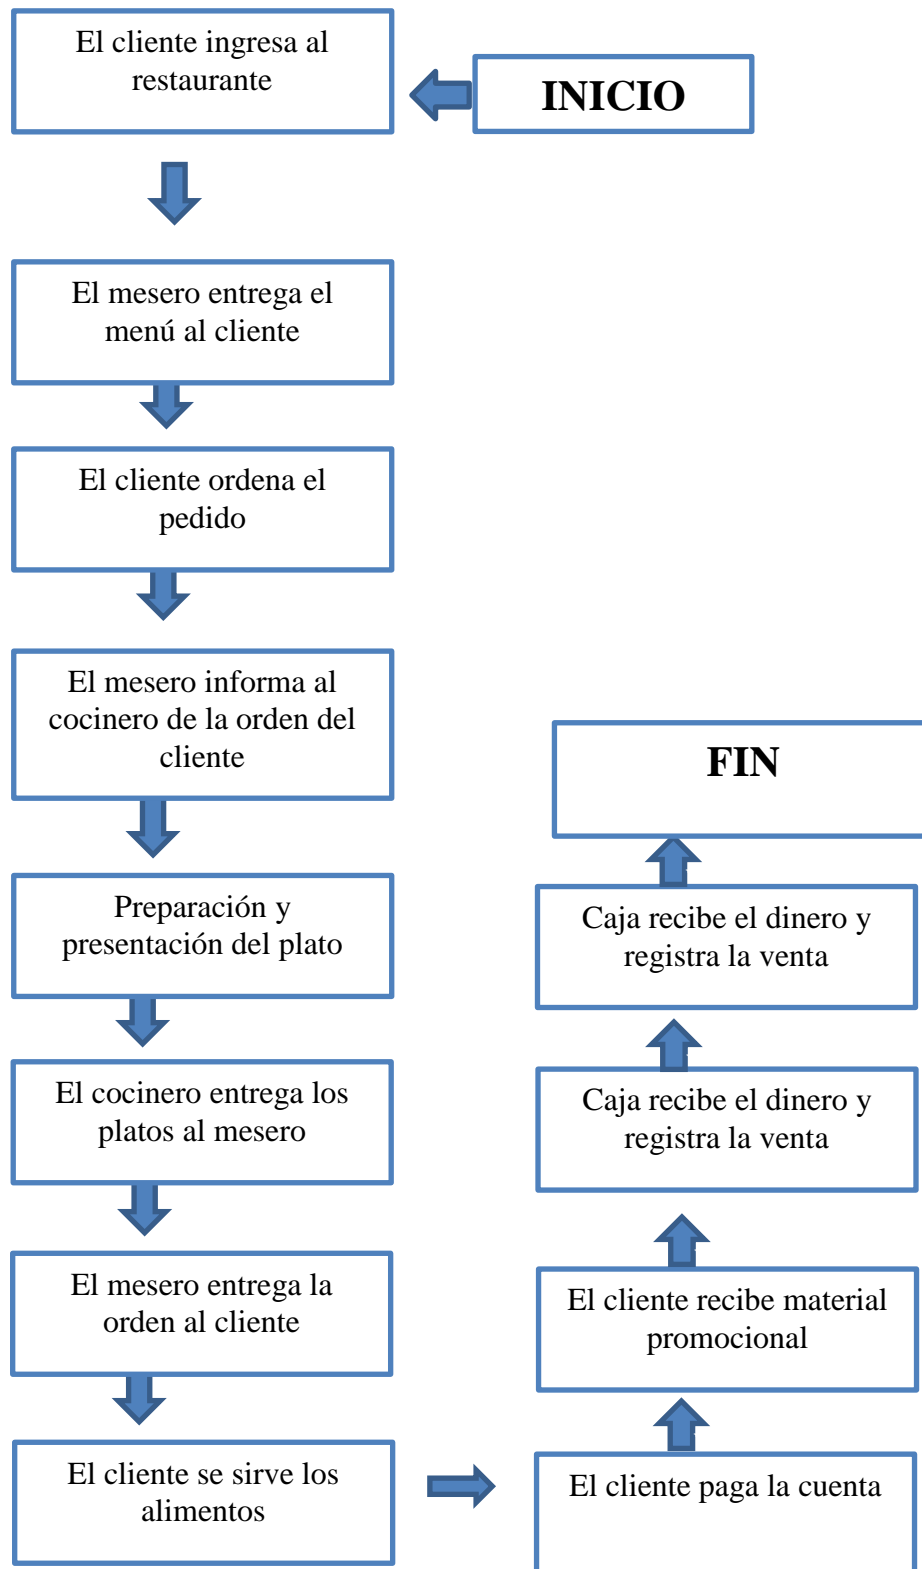 INICIO
El cliente ingresa al
restaurante
El mesero entrega el
menú al cliente
El cliente ordena el
pedido
El mesero informa al
cocinero de la orden del
cliente
Preparación y
presentación del plato
El cocinero entrega los
platos al mesero
El mesero entrega la
orden al cliente
El cliente se sirve los
alimentos
El cliente paga la cuenta
El cliente recibe material
promocional
Caja recibe el dinero y
registra la venta
Caja recibe el dinero y
registra la venta
FIN